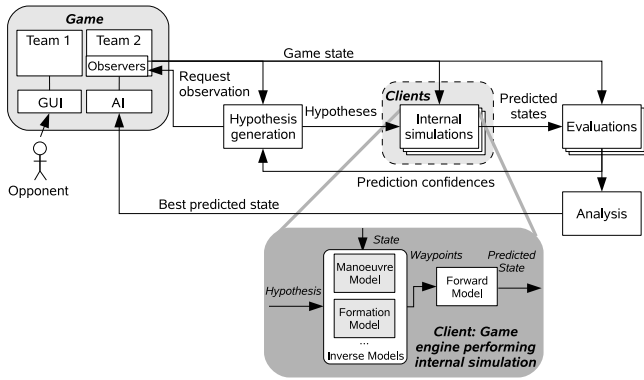 Game
Team 1
Team 2
Observers
GUI
AI
Opponent
Game state
Request
observation
Hypothesis
generation
Hypotheses
Clients
Internal
simulations
Predicted
states
Evaluations
Prediction confidences
Best predicted state
Analysis
State
Hypothesis
Manoeuvre
Model
Formation
Model
...
Inverse Models
Waypoints
Forward
Model
Predicted
State
Client: Game
engine performing
internal simulation